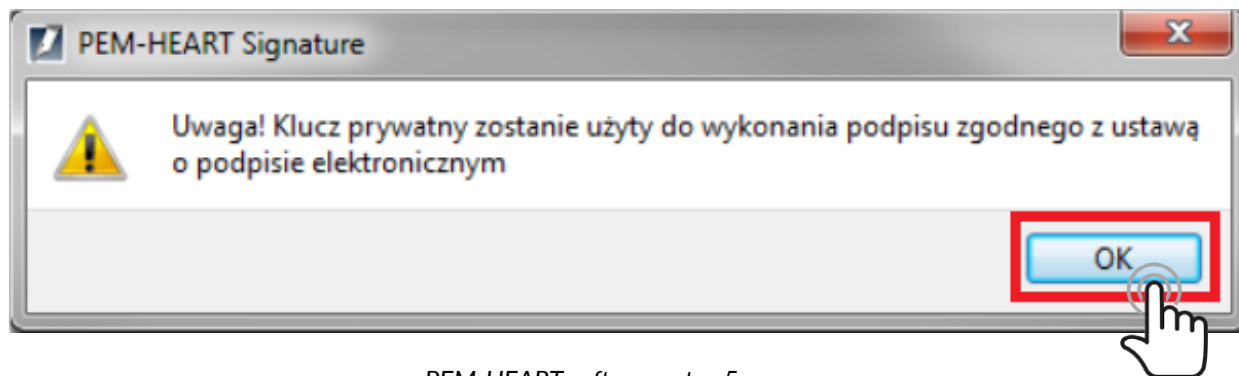 PEM-HEART Signature
Uwaga! Klucz prywatny zostanie użyty do wykonania podpisu zgodnego z ustawą
o podpisie elektronicznym
OK